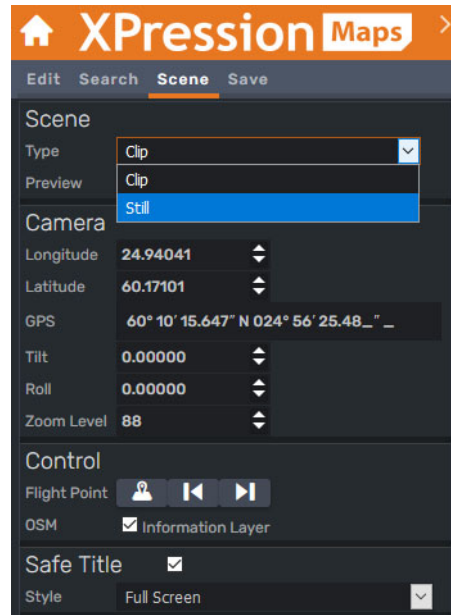 XPression Maps
Edit Search Scene Save
Scene
Type Clip
Preview Clip
Still
Camera
Longitude 24.94041
Latitude 60.17101
GPS 60° 10′ 15.647″ N 024° 56′ 25.48_″ _
Tilt 0.00000
Roll 0.00000
Zoom Level 88
Control
Flight Point
OSM Information Layer
Safe Title
Style Full Screen